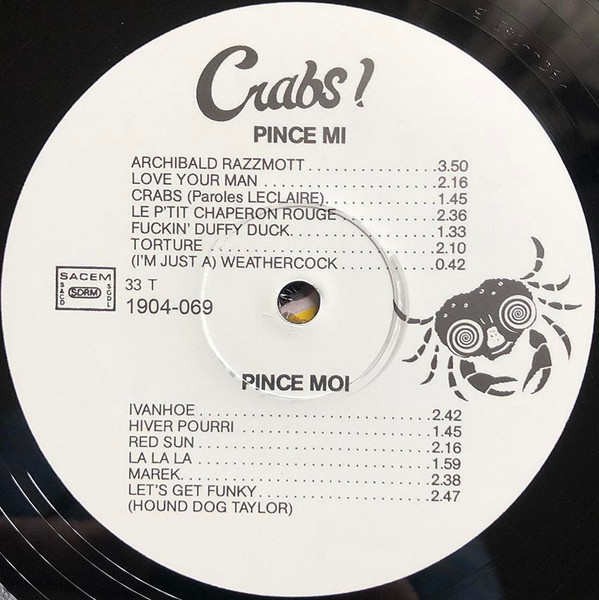 Crabs!
PINCE MI
ARCHIBALD RAZZMOTT..............3.50
LOVE YOUR MAN....................2.16
CRABS (Paroles LECLAIRE)..........1.45
LE P'TIT CHAPERON ROUGE..........2.36
FUCKIN' DUFFY DUCK................1.33
TORTURE..........................2.10
(I'M JUST A) WEATHERCOCK..........0.42
SACEM
SACD
SDRM
SGDL
33 T
1904-069
PINCE MOI
IVANHOE..........................2.42
HIVER POURRI.....................1.45
RED SUN..........................2.16
LA LA LA.........................1.59
MAREK............................2.38
LET'S GET FUNKY..................2.47
(HOUND DOG TAYLOR)